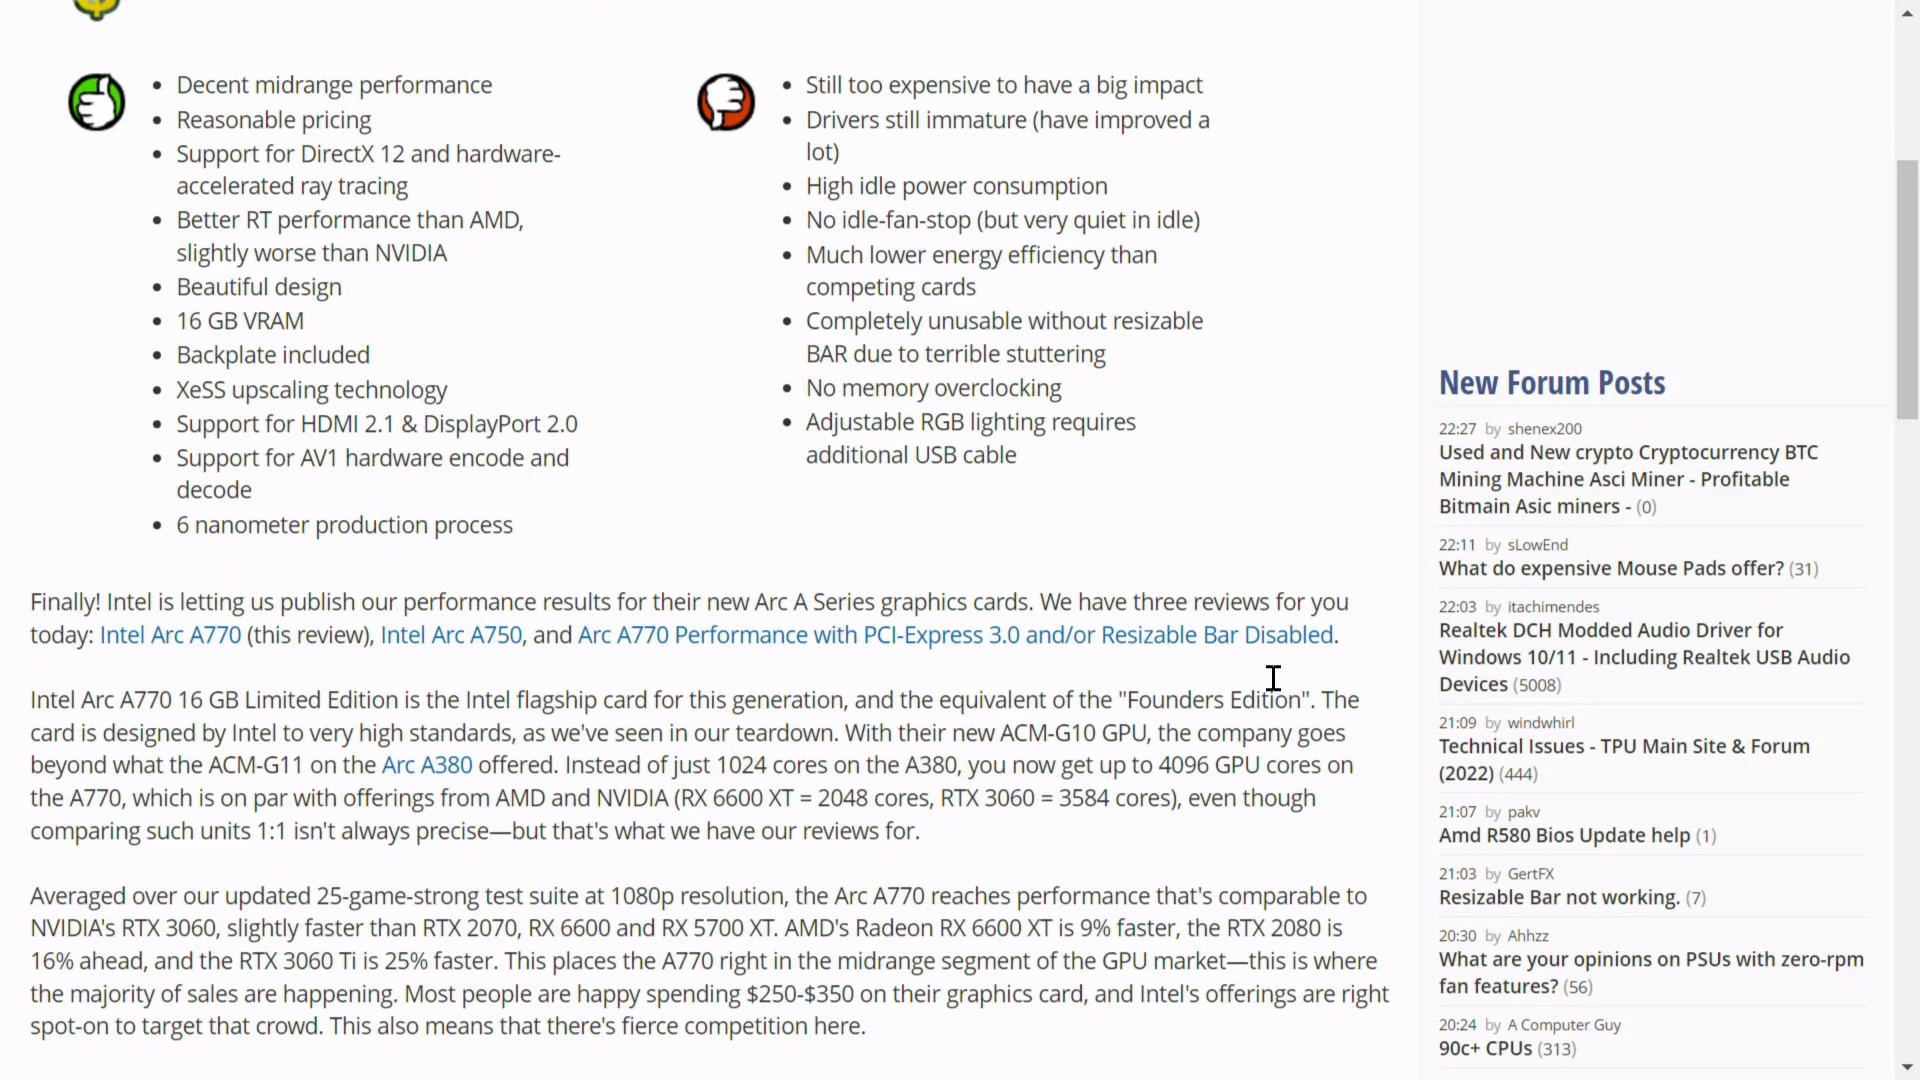 Decent midrange performance
Reasonable pricing
Support for DirectX 12 and hardware-
accelerated ray tracing
Better RT performance than AMD,
slightly worse than NVIDIA
Beautiful design
16 GB VRAM
Backplate included
XeSS upscaling technology
Support for HDMI 2.1 & DisplayPort 2.0
Support for AV1 hardware encode and
decode
6 nanometer production process
Still too expensive to have a big impact
Drivers still immature (have improved a
lot)
High idle power consumption
No idle-fan-stop (but very quiet in idle)
Much lower energy efficiency than
competing cards
Completely unusable without resizable
BAR due to terrible stuttering
No memory overclocking
Adjustable RGB lighting requires
additional USB cable
Finally! Intel is letting us publish our performance results for their new Arc A Series graphics cards. We have three reviews for you
today: Intel Arc A770 (this review), Intel Arc A750, and Arc A770 Performance with PCI-Express 3.0 and/or Resizable Bar Disabled.
Intel Arc A770 16 GB Limited Edition is the Intel flagship card for this generation, and the equivalent of the "Founders Edition". The
card is designed by Intel to very high standards, as we've seen in our teardown. With their new ACM-G10 GPU, the company goes
beyond what the ACM-G11 on the Arc A380 offered. Instead of just 1024 cores on the A380, you now get up to 4096 GPU cores on
the A770, which is on par with offerings from AMD and NVIDIA (RX 6600 XT = 2048 cores, RTX 3060 = 3584 cores), even though
comparing such units 1:1 isn't always precise—but that's what we have our reviews for.
Averaged over our updated 25-game-strong test suite at 1080p resolution, the Arc A770 reaches performance that's comparable to
NVIDIA's RTX 3060, slightly faster than RTX 2070, RX 6600 and RX 5700 XT. AMD's Radeon RX 6600 XT is 9% faster, the RTX 2080 is
16% ahead, and the RTX 3060 Ti is 25% faster. This places the A770 right in the midrange segment of the GPU market—this is where
the majority of sales are happening. Most people are happy spending $250-$350 on their graphics card, and Intel's offerings are right
spot-on to target that crowd. This also means that there's fierce competition here.
New Forum Posts
22:27 by shenex200
Used and New crypto Cryptocurrency BTC
Mining Machine Asci Miner - Profitable
Bitmain Asic miners - (0)
22:11 by sLowEnd
What do expensive Mouse Pads offer? (31)
22:03 by itachimendes
Realtek DCH Modded Audio Driver for
Windows 10/11 - Including Realtek USB Audio
Devices (5008)
21:09 by windwhirl
Technical Issues - TPU Main Site & Forum
(2022) (444)
21:07 by pakv
Amd R580 Bios Update help (1)
21:03 by GertFX
Resizable Bar not working. (7)
20:30 by Ahhzz
What are your opinions on PSUs with zero-rpm
fan features? (56)
20:24 by A Computer Guy
90c+ CPUs (313)